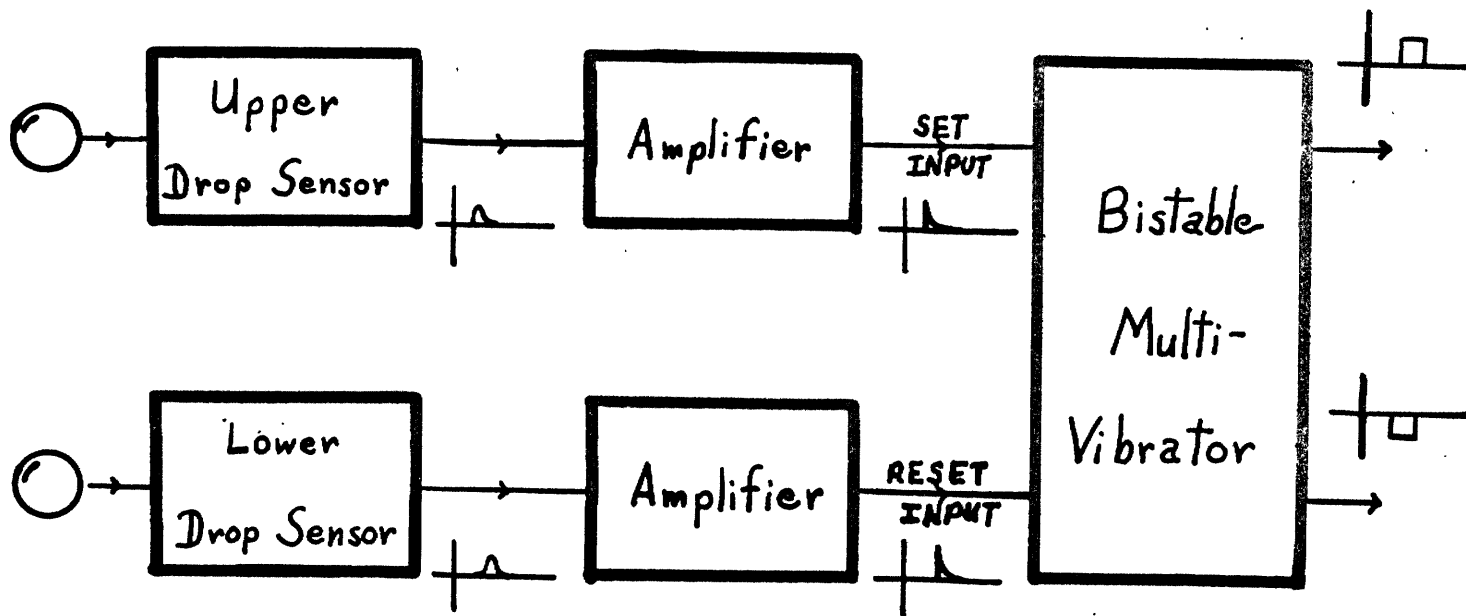 Upper
Drop Sensor
Amplifier
SET
INPUT
Bistable
Multi-
Vibrator
Lower
Drop Sensor
Amplifier
RESET
INPUT